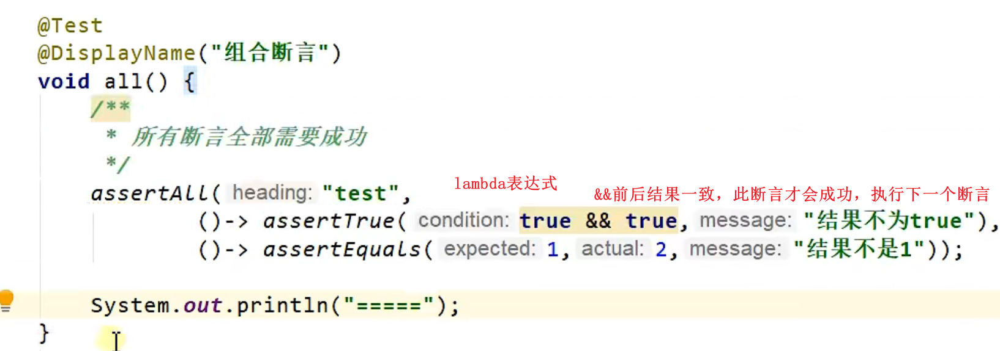 @Test
@DisplayName("组合断言")
void all() {
/**
* 所有断言全部需要成功
*/
lambda表达式
assertAll( heading: "test",
&&前后结果一致，此断言才会成功，执行下一个断言
()-> assertTrue( condition: true && true, message: "结果不为true"),
()-> assertEquals( expected: 1, actual: 2, message: "结果不是1"));
System.out.println("=====");
}